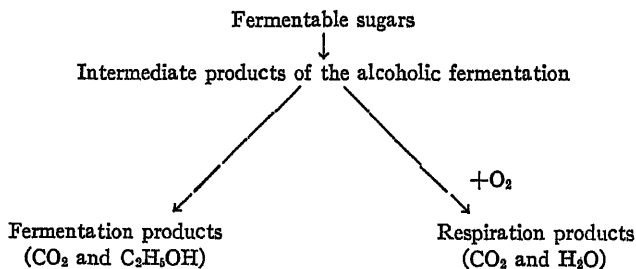 Fermentable sugars
Intermediate products of the alcoholic fermentation
+O₂
Fermentation products
(CO₂ and C₂H₅OH)
Respiration products
(CO₂ and H₂O)